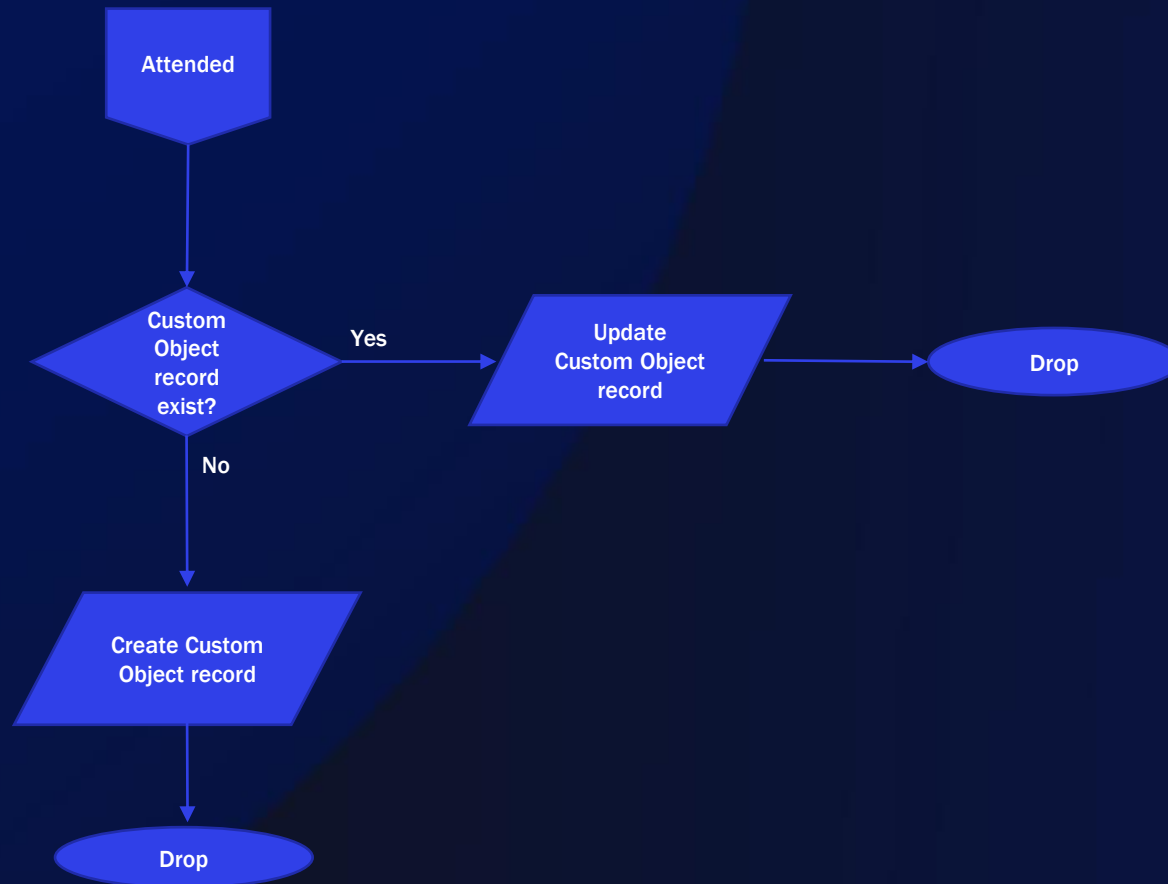 Attended
Custom
Object
record
exist?
Yes
Update
Custom Object
record
Drop
No
Create Custom
Object record
Drop